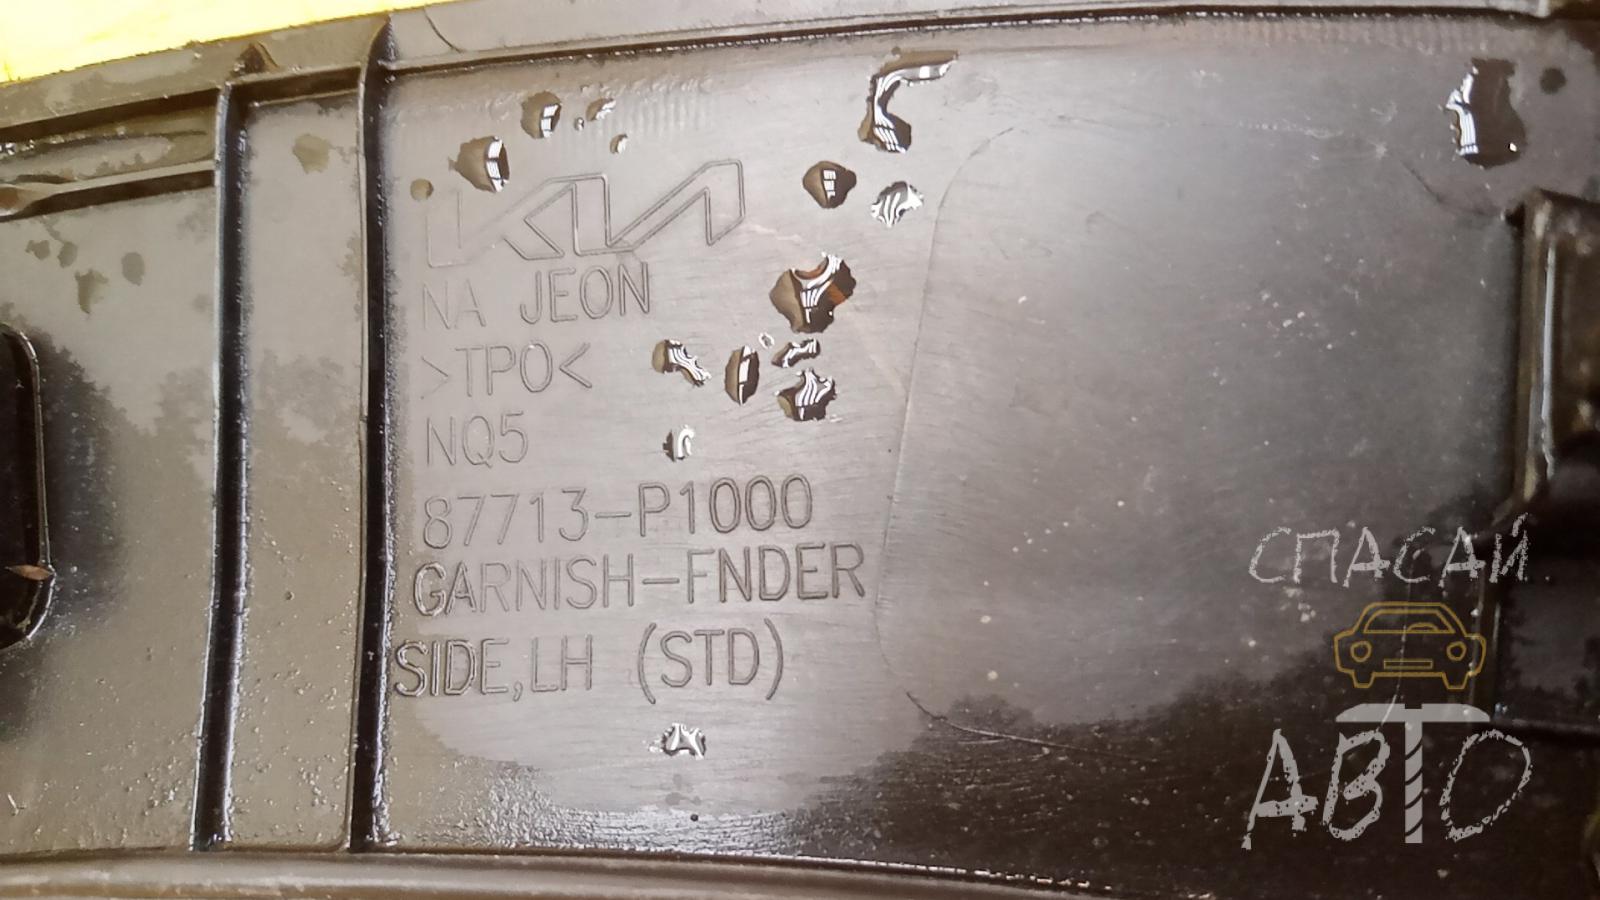 KIA
NA JEON
>TPO<
NQ5
87713-P1000
GARNISH-FNDER
SIDE,LH (STD)
СПАСАЙ
АВТО